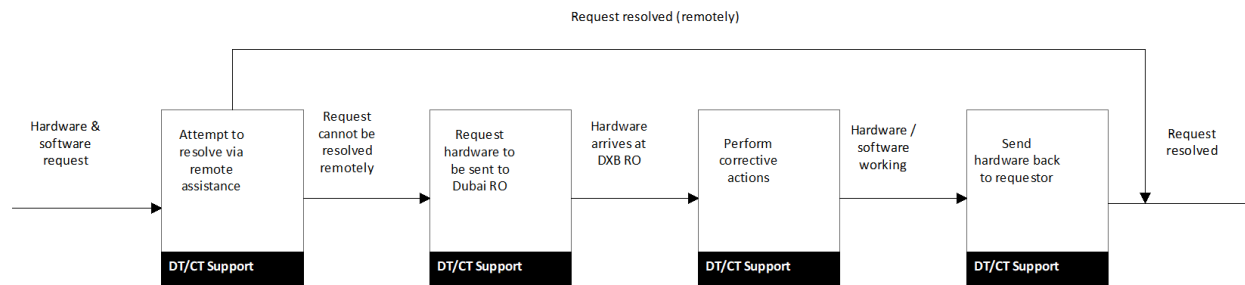 Request resolved (remotely)
Hardware &
software
request
Attempt to
resolve via
remote
assistance
DT/CT Support
Request
cannot be
resolved
remotely
Request
hardware to
be sent to
Dubai RO
DT/CT Support
Hardware
arrives at
DXB RO
Perform
corrective
actions
DT/CT Support
Hardware /
software
working
Send
hardware back
to requestor
DT/CT Support
Request
resolved